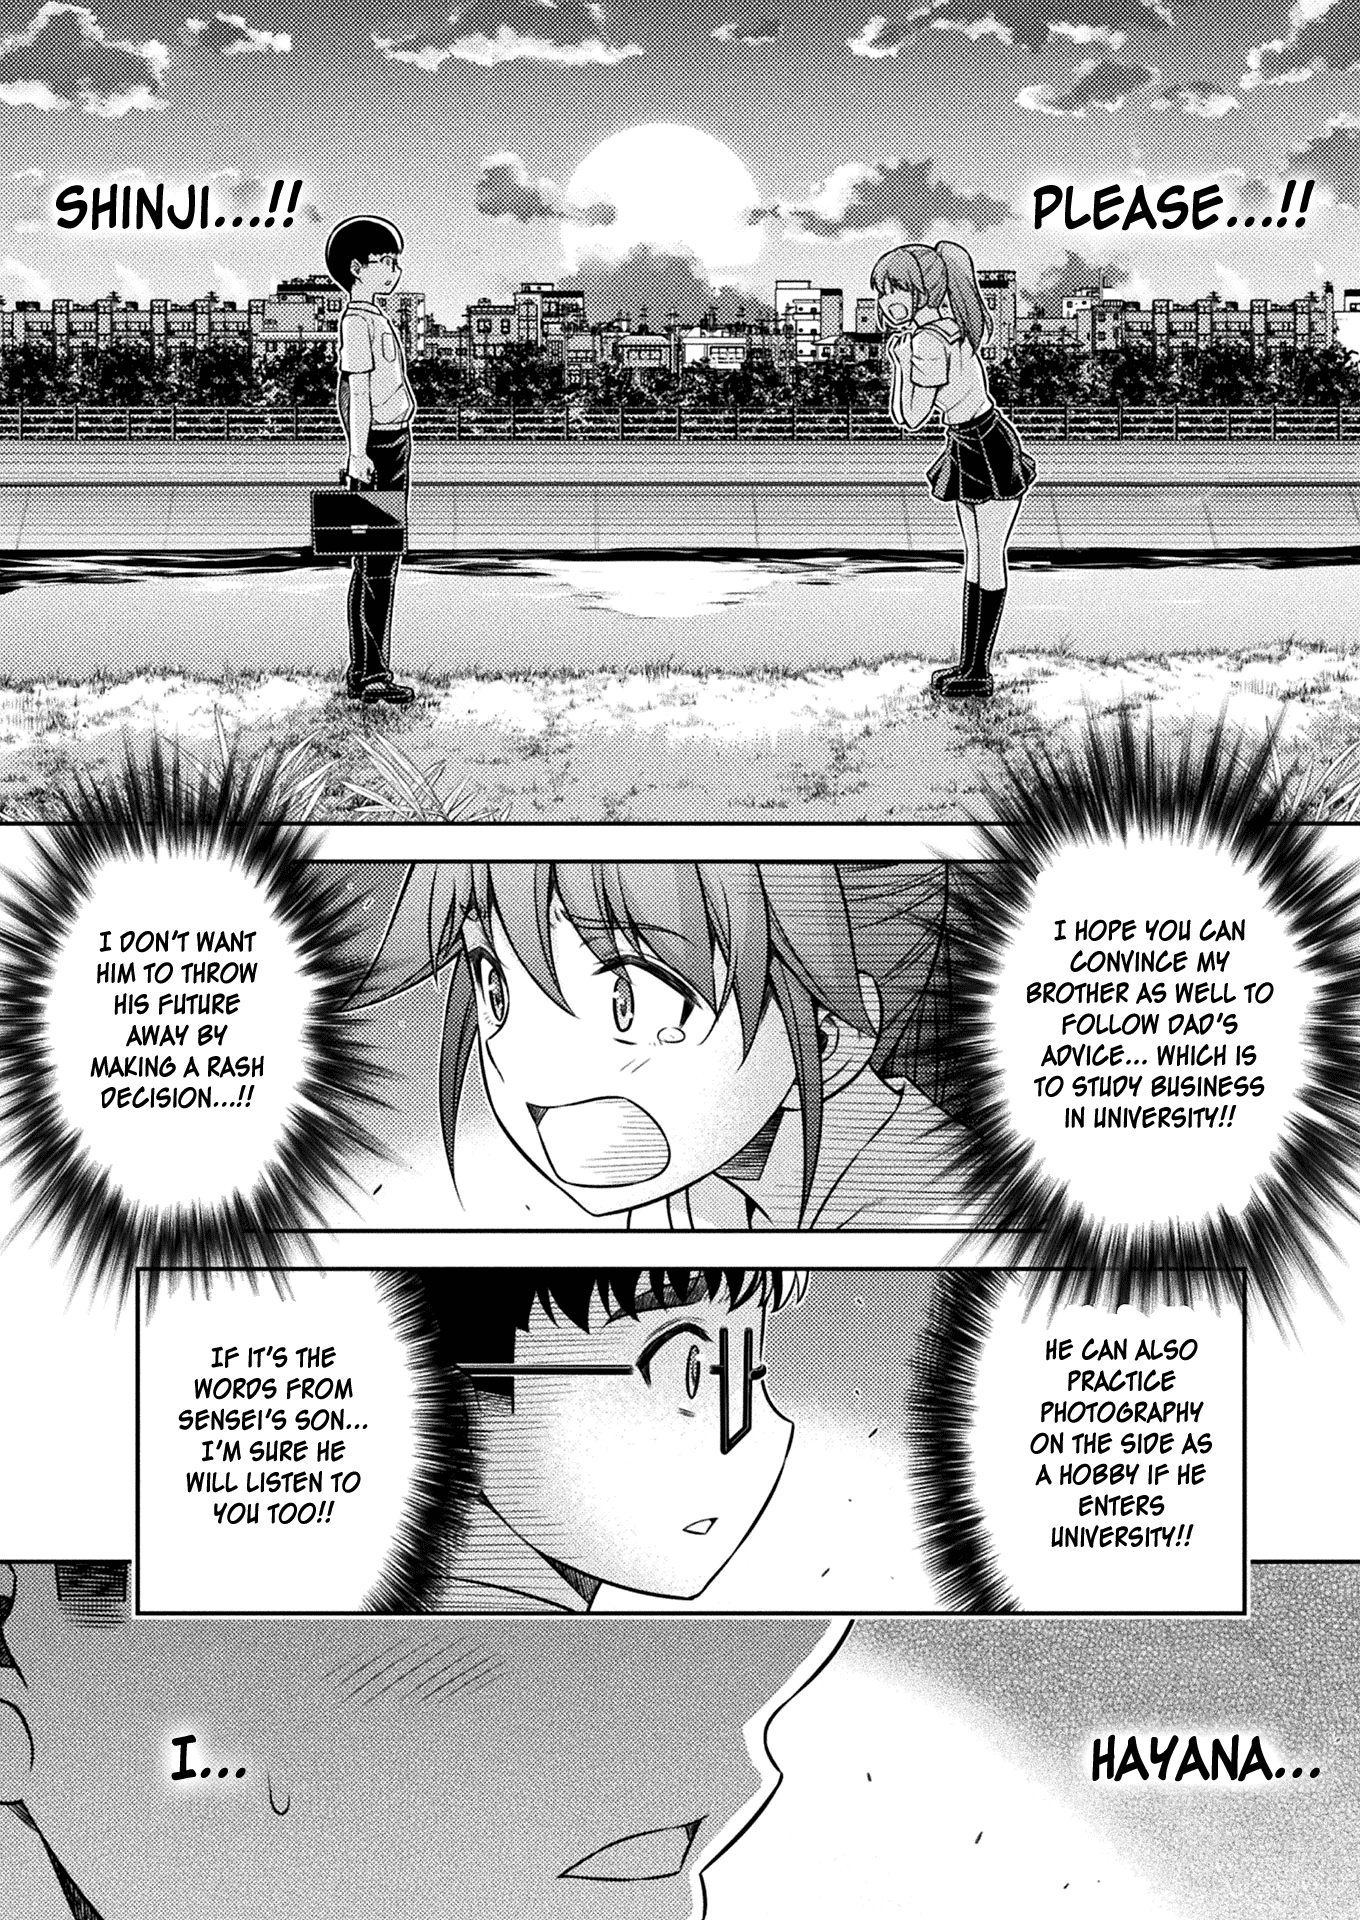 PLEASE...!!
SHINJI...!!
I HOPE YOU CAN
CONVINCE MY
BROTHER AS WELL TO
FOLLOW DAD'S
ADVICE... WHICH IS
TO STUDY BUSINESS
IN UNIVERSITY!!
I DON'T WANT
HIM TO THROW
HIS FUTURE
AWAY BY
MAKING A RASH
DECISION...!!
HE CAN ALSO
PRACTICE
PHOTOGRAPHY
ON THE SIDE AS
A HOBBY IF HE
ENTERS
UNIVERSITY!!
IF IT'S THE
WORDS FROM
SENSEI'S SON...
I'M SURE HE
WILL LISTEN TO
YOU TOO!!
HAYANA...
I...